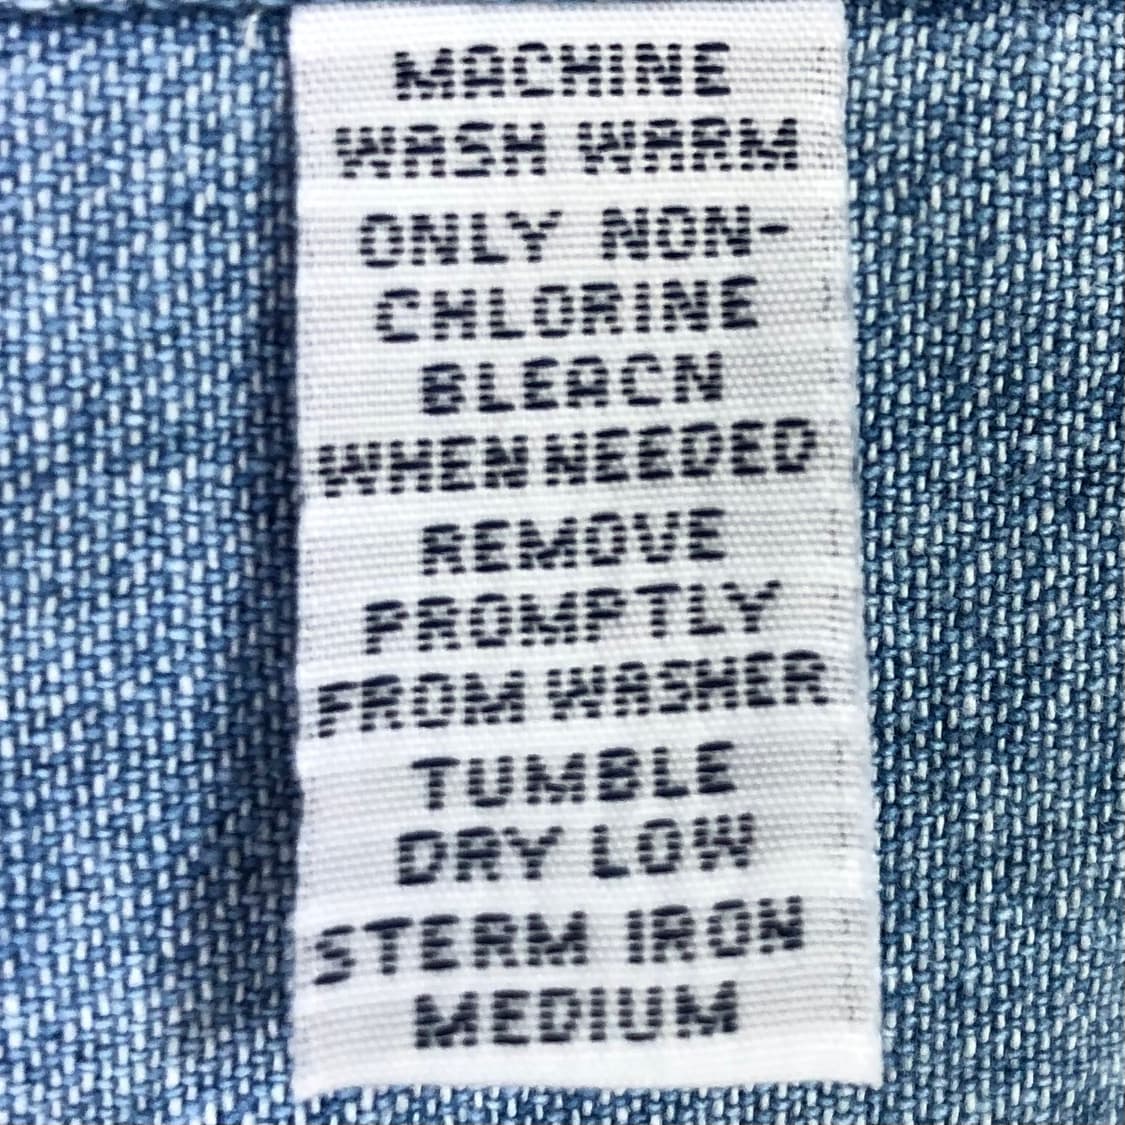 MACHINE
WASH WARM
ONLY NON-
CHLORINE
BLEACN
WHEN NEEDED
REMOVE
PROMPTLY
FROM WASHER
TUMBLE
DRY LOW
STERM IRON
MEDIUM